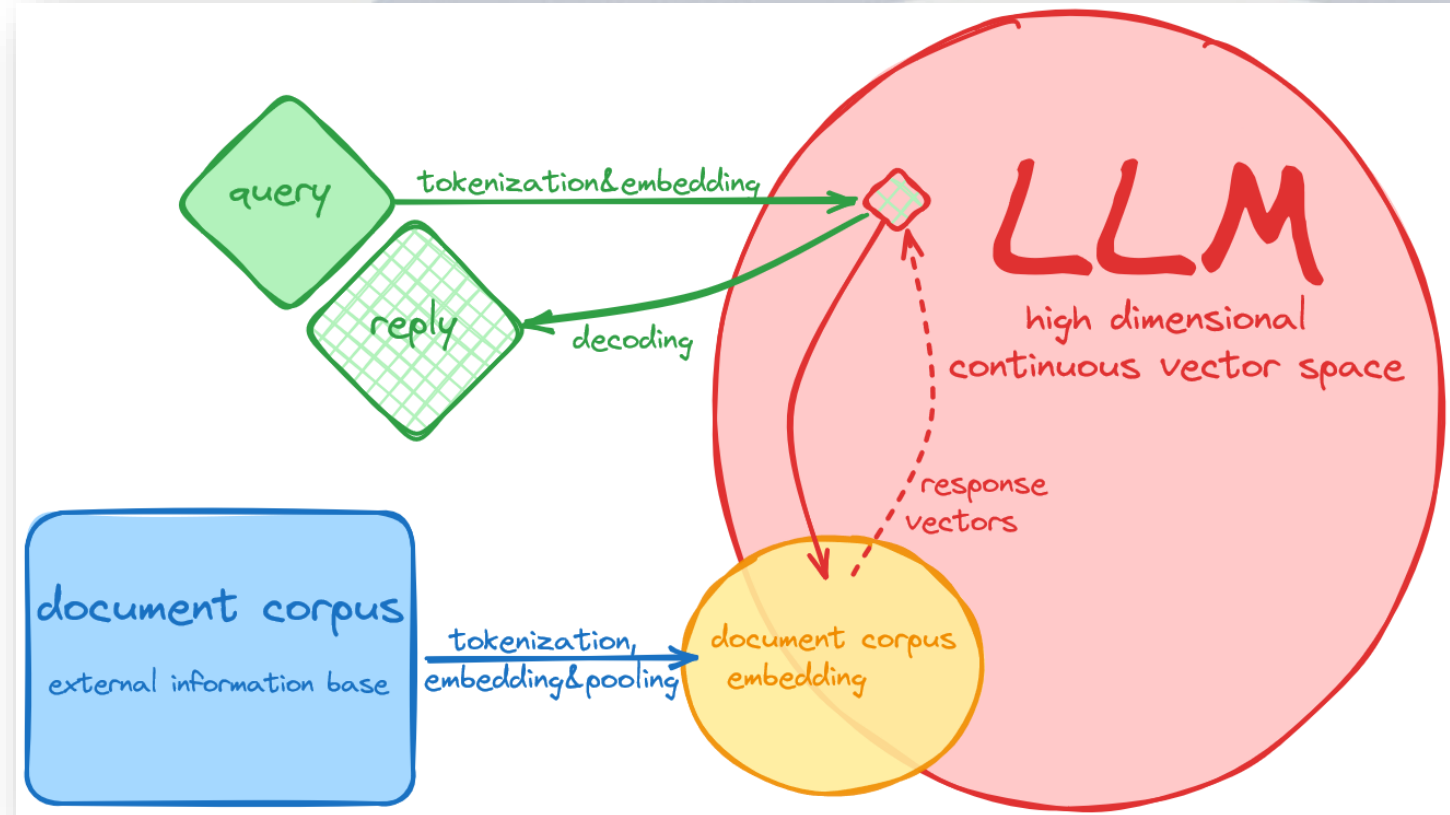 query
tokenization&embedding
reply
decoding
LLM
high dimensional
continuous vector space
response
vectors
document corpus
external information base
tokenization,
embedding&pooling
document corpus
embedding